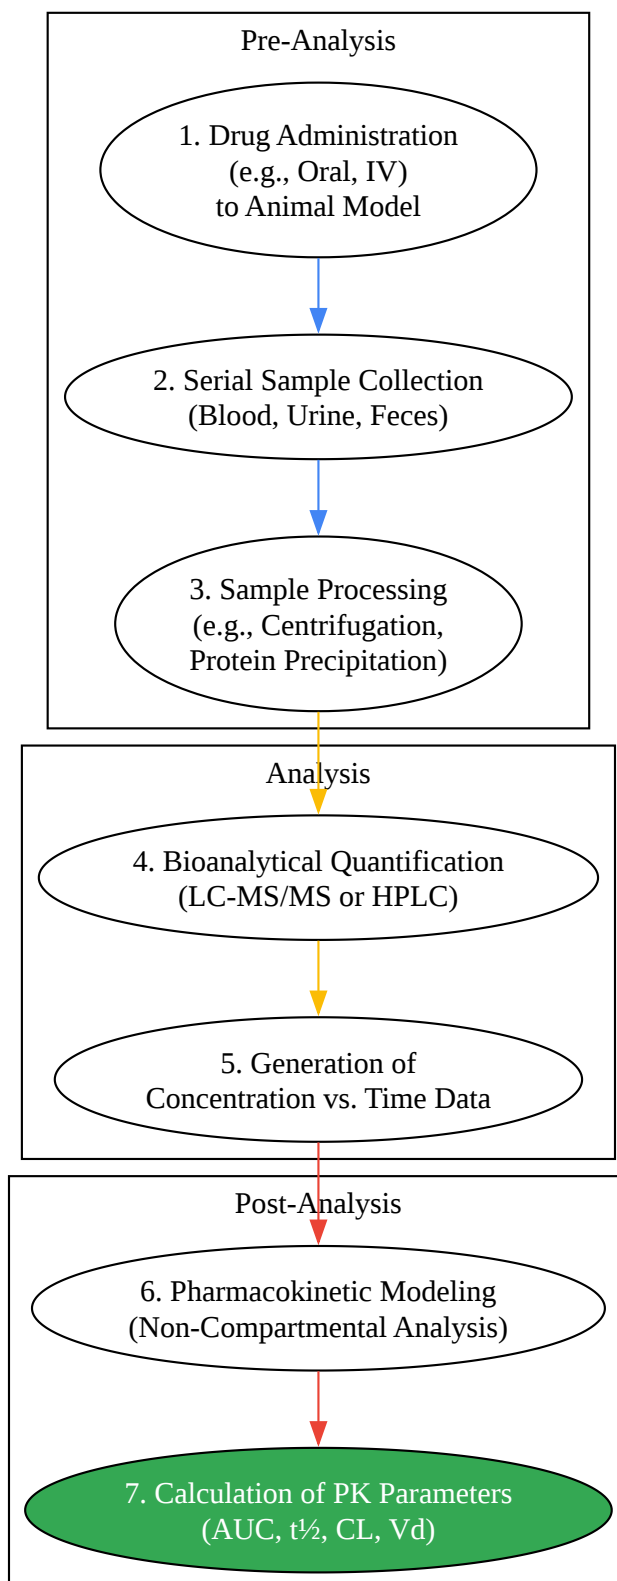 Pre-Analysis
1. Drug Administration
(e.g., Oral, IV)
to Animal Model
2. Serial Sample Collection
(Blood, Urine, Feces)
3. Sample Processing
(e.g., Centrifugation,
Protein Precipitation)
Analysis
4. Bioanalytical Quantification
(LC-MS/MS or HPLC)
5. Generation of
Concentration vs. Time Data
Post-Analysis
6. Pharmacokinetic Modeling
(Non-Compartmental Analysis)
7. Calculation of PK Parameters
(AUC, t½, CL, Vd)